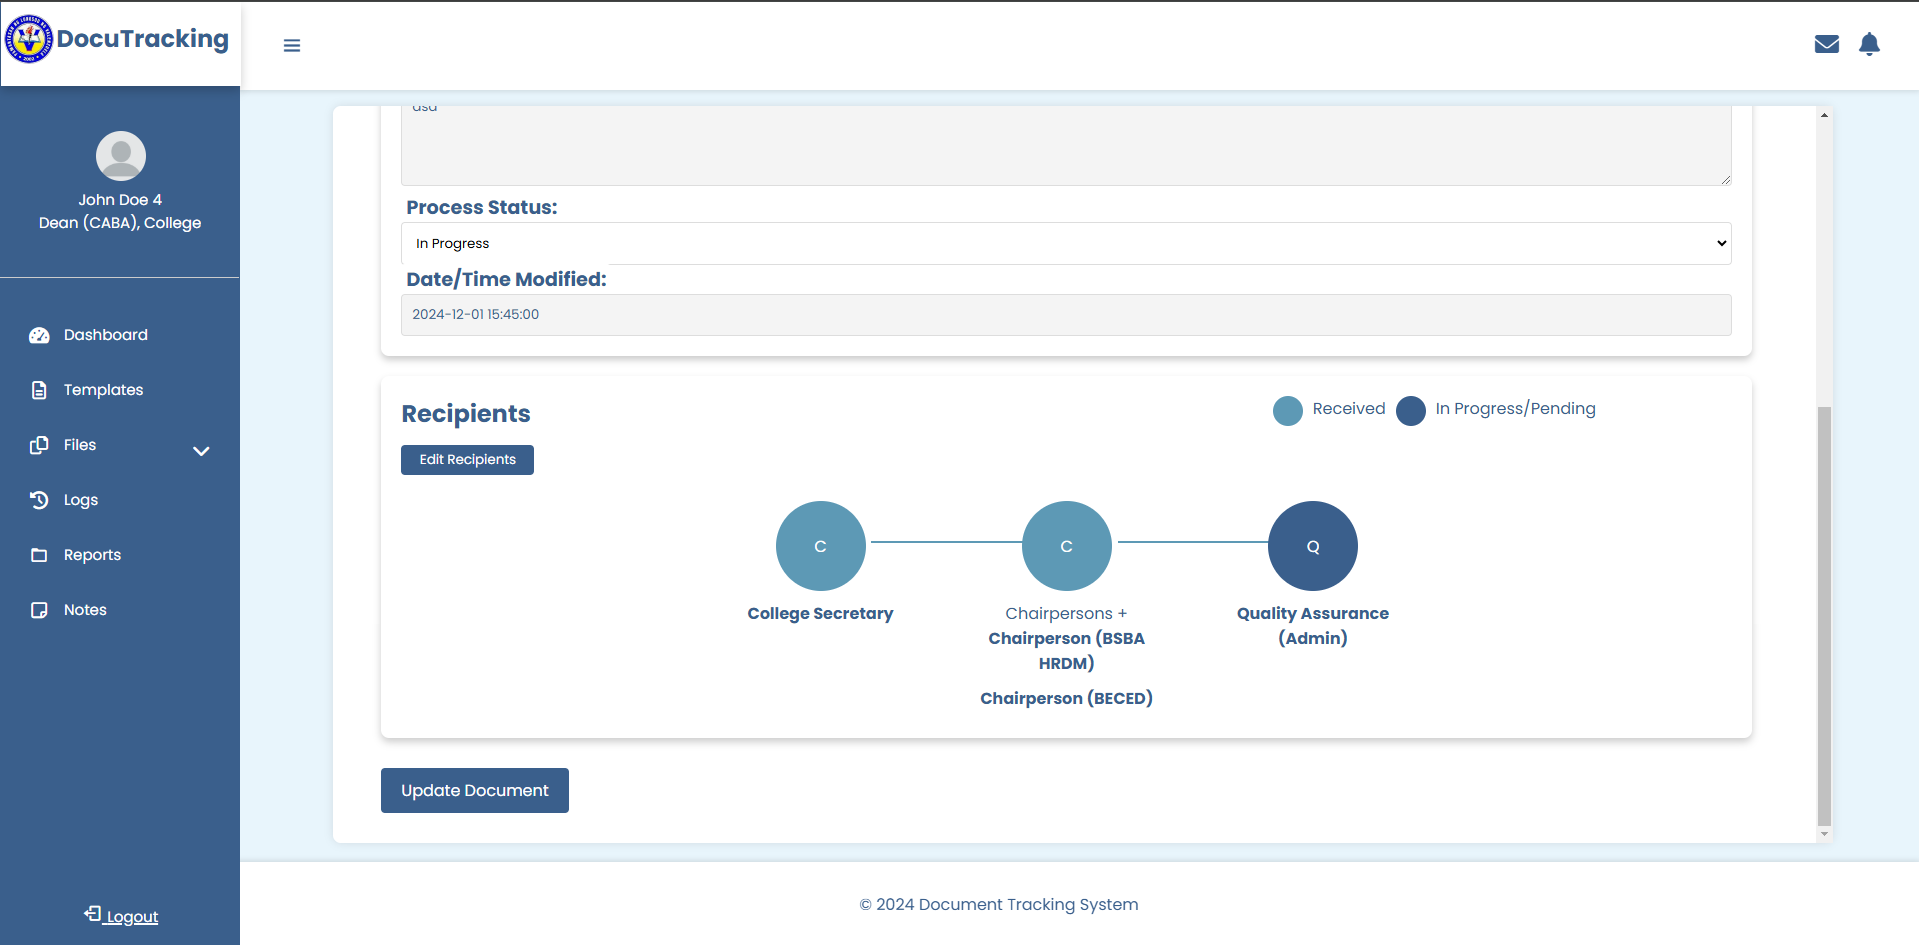 DocuTracking
John Doe 4
Dean (CABA), College
Dashboard
Templates
Files
Logs
Reports
Notes
Logout
Process Status:
In Progress
Date/Time Modified:
2024-12-01 15:45:00
Recipients
Received
In Progress/Pending
Edit Recipients
C
C
Q
College Secretary
Chairpersons +
Chairperson (BSBA
HRDM)
Chairperson (BECED)
Quality Assurance
(Admin)
Update Document
© 2024 Document Tracking System